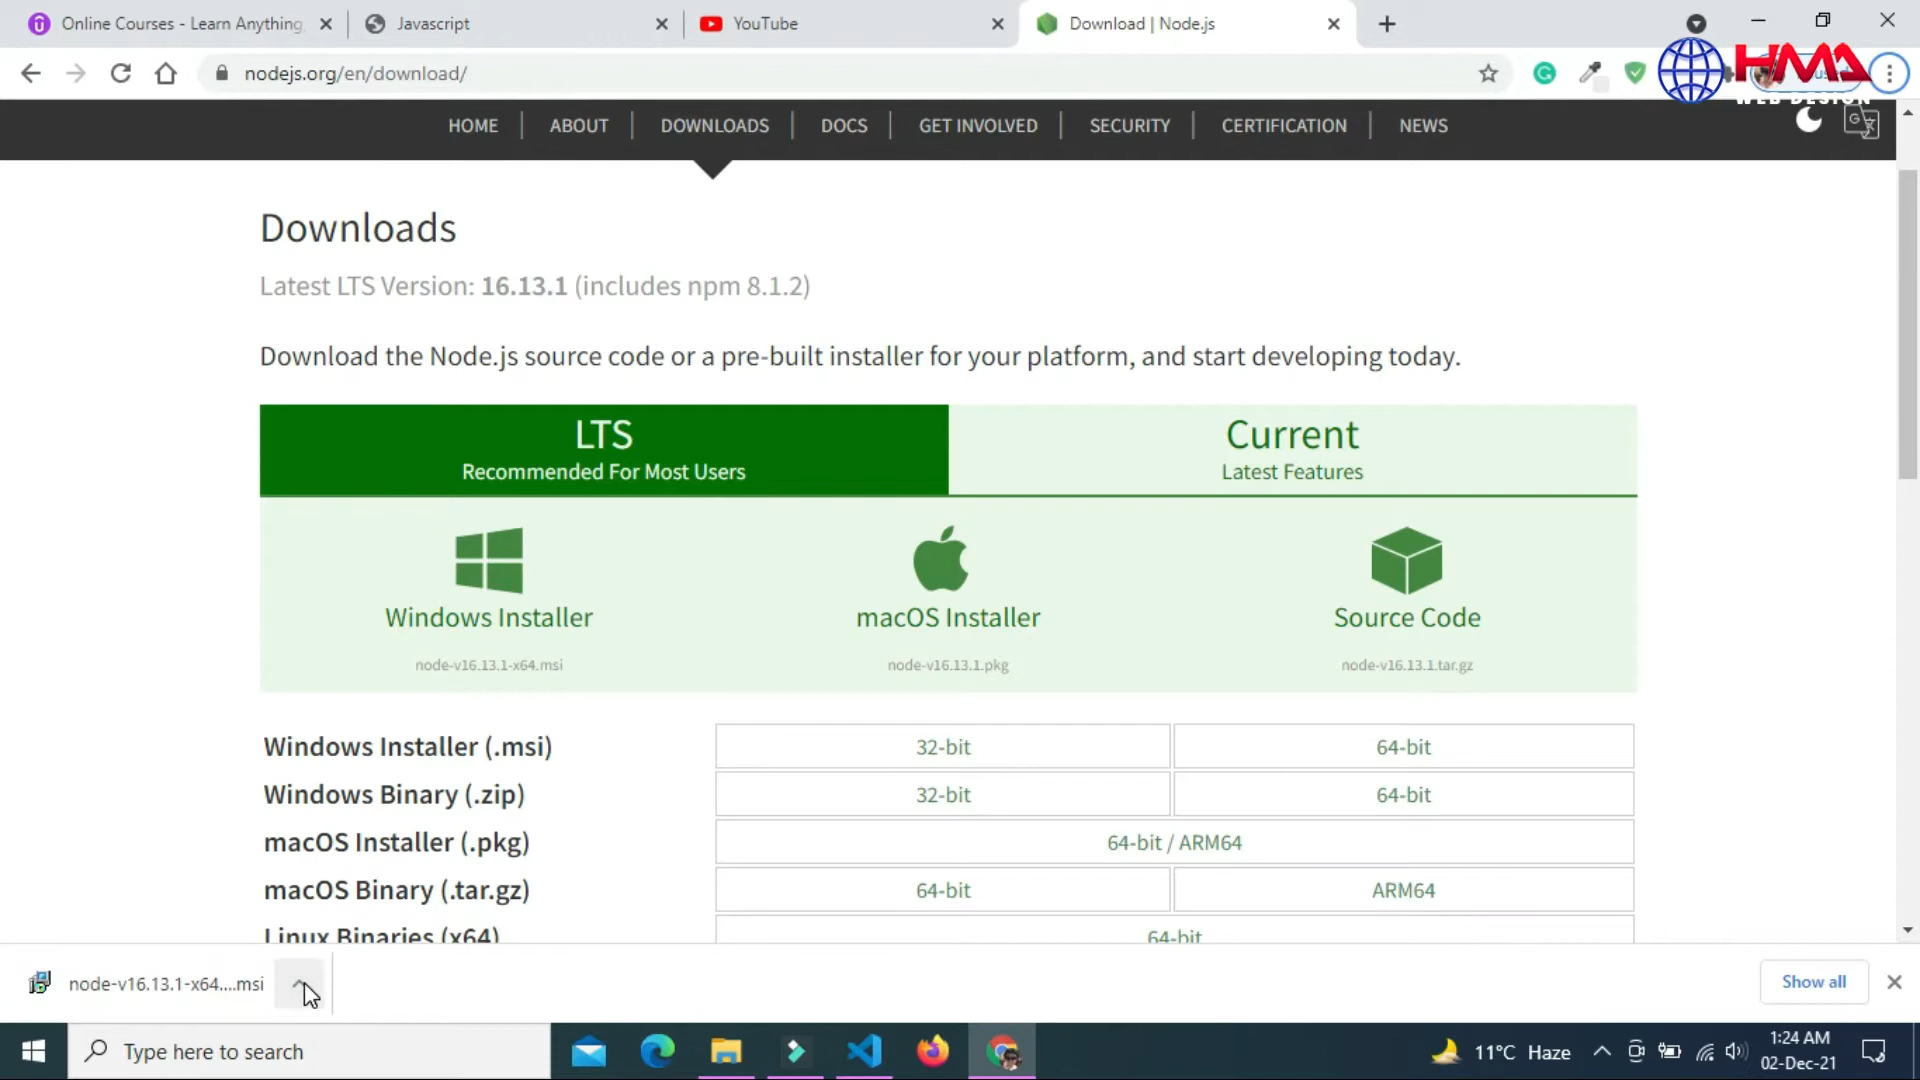 Online Courses - Learn Anything,
Javascript
YouTube
Download | Node.js
nodejs.org/en/download/
HMA
WEB DESIGN
HOME
ABOUT
DOWNLOADS
DOCS
GET INVOLVED
SECURITY
CERTIFICATION
NEWS
Downloads
Latest LTS Version: 16.13.1 (includes npm 8.1.2)
Download the Node.js source code or a pre-built installer for your platform, and start developing today.
LTS
Recommended For Most Users
Current
Latest Features
Windows Installer
node-v16.13.1-x64.msi
macOS Installer
node-v16.13.1.pkg
Source Code
node-v16.13.1.tar.gz
Windows Installer (.msi) 32-bit 64-bit
Windows Binary (.zip) 32-bit 64-bit
macOS Installer (.pkg) 64-bit / ARM64
macOS Binary (.tar.gz) 64-bit ARM64
Linux Binaries (x64) 64-bit
node-v16.13.1-x64....msi
Show all
Type here to search
11°C Haze
1:24 AM
02-Dec-21